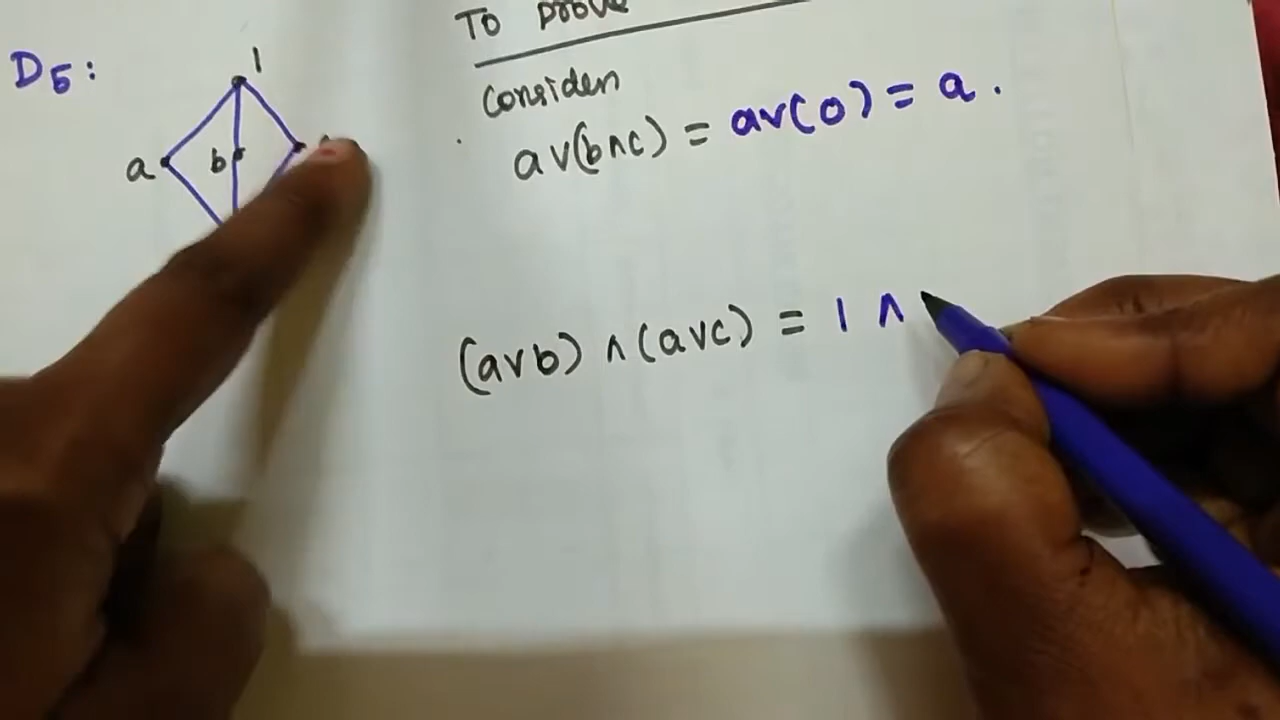 To prove
D5:
1
Consider
a b
a∨(b∧c) = a∨(0) = a.
(a∨b) ∧ (a∨c) = 1 ∧